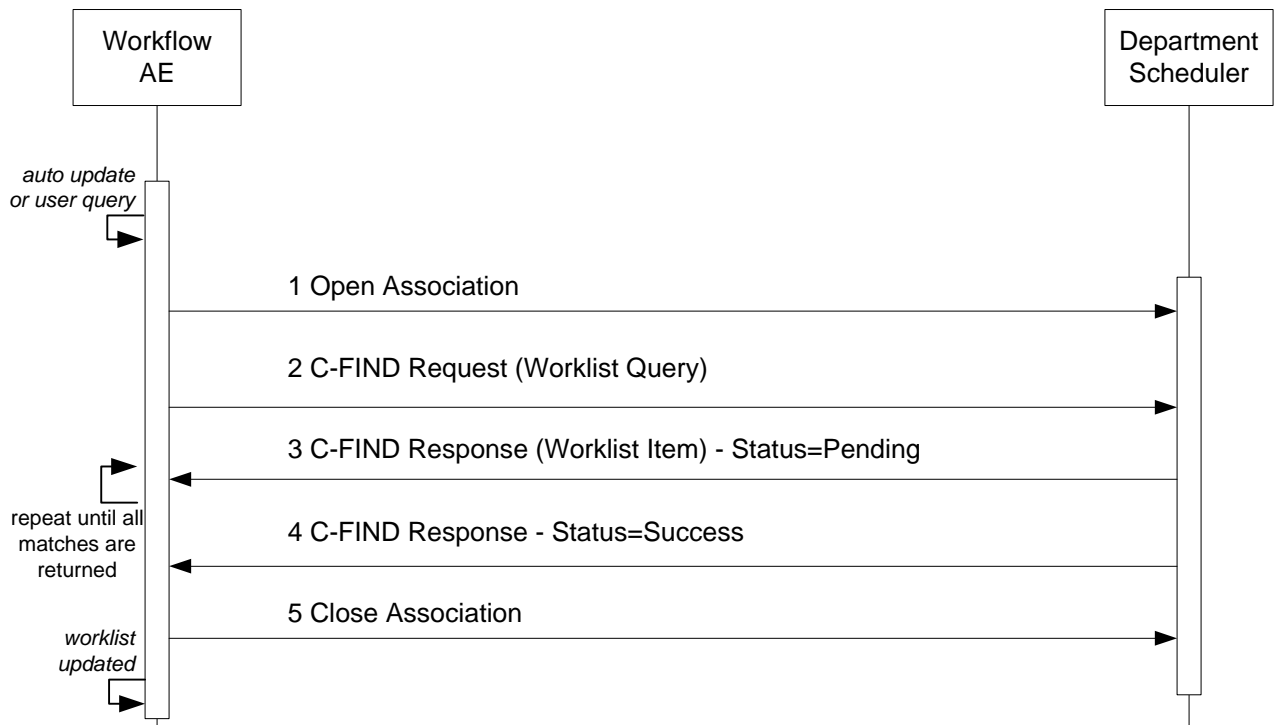 Workflow
AE
Department
Scheduler
auto update
or user query
1 Open Association
2 C-FIND Request (Worklist Query)
3 C-FIND Response (Worklist Item) - Status=Pending
repeat until all
matches are
returned
4 C-FIND Response - Status=Success
5 Close Association
worklist
updated